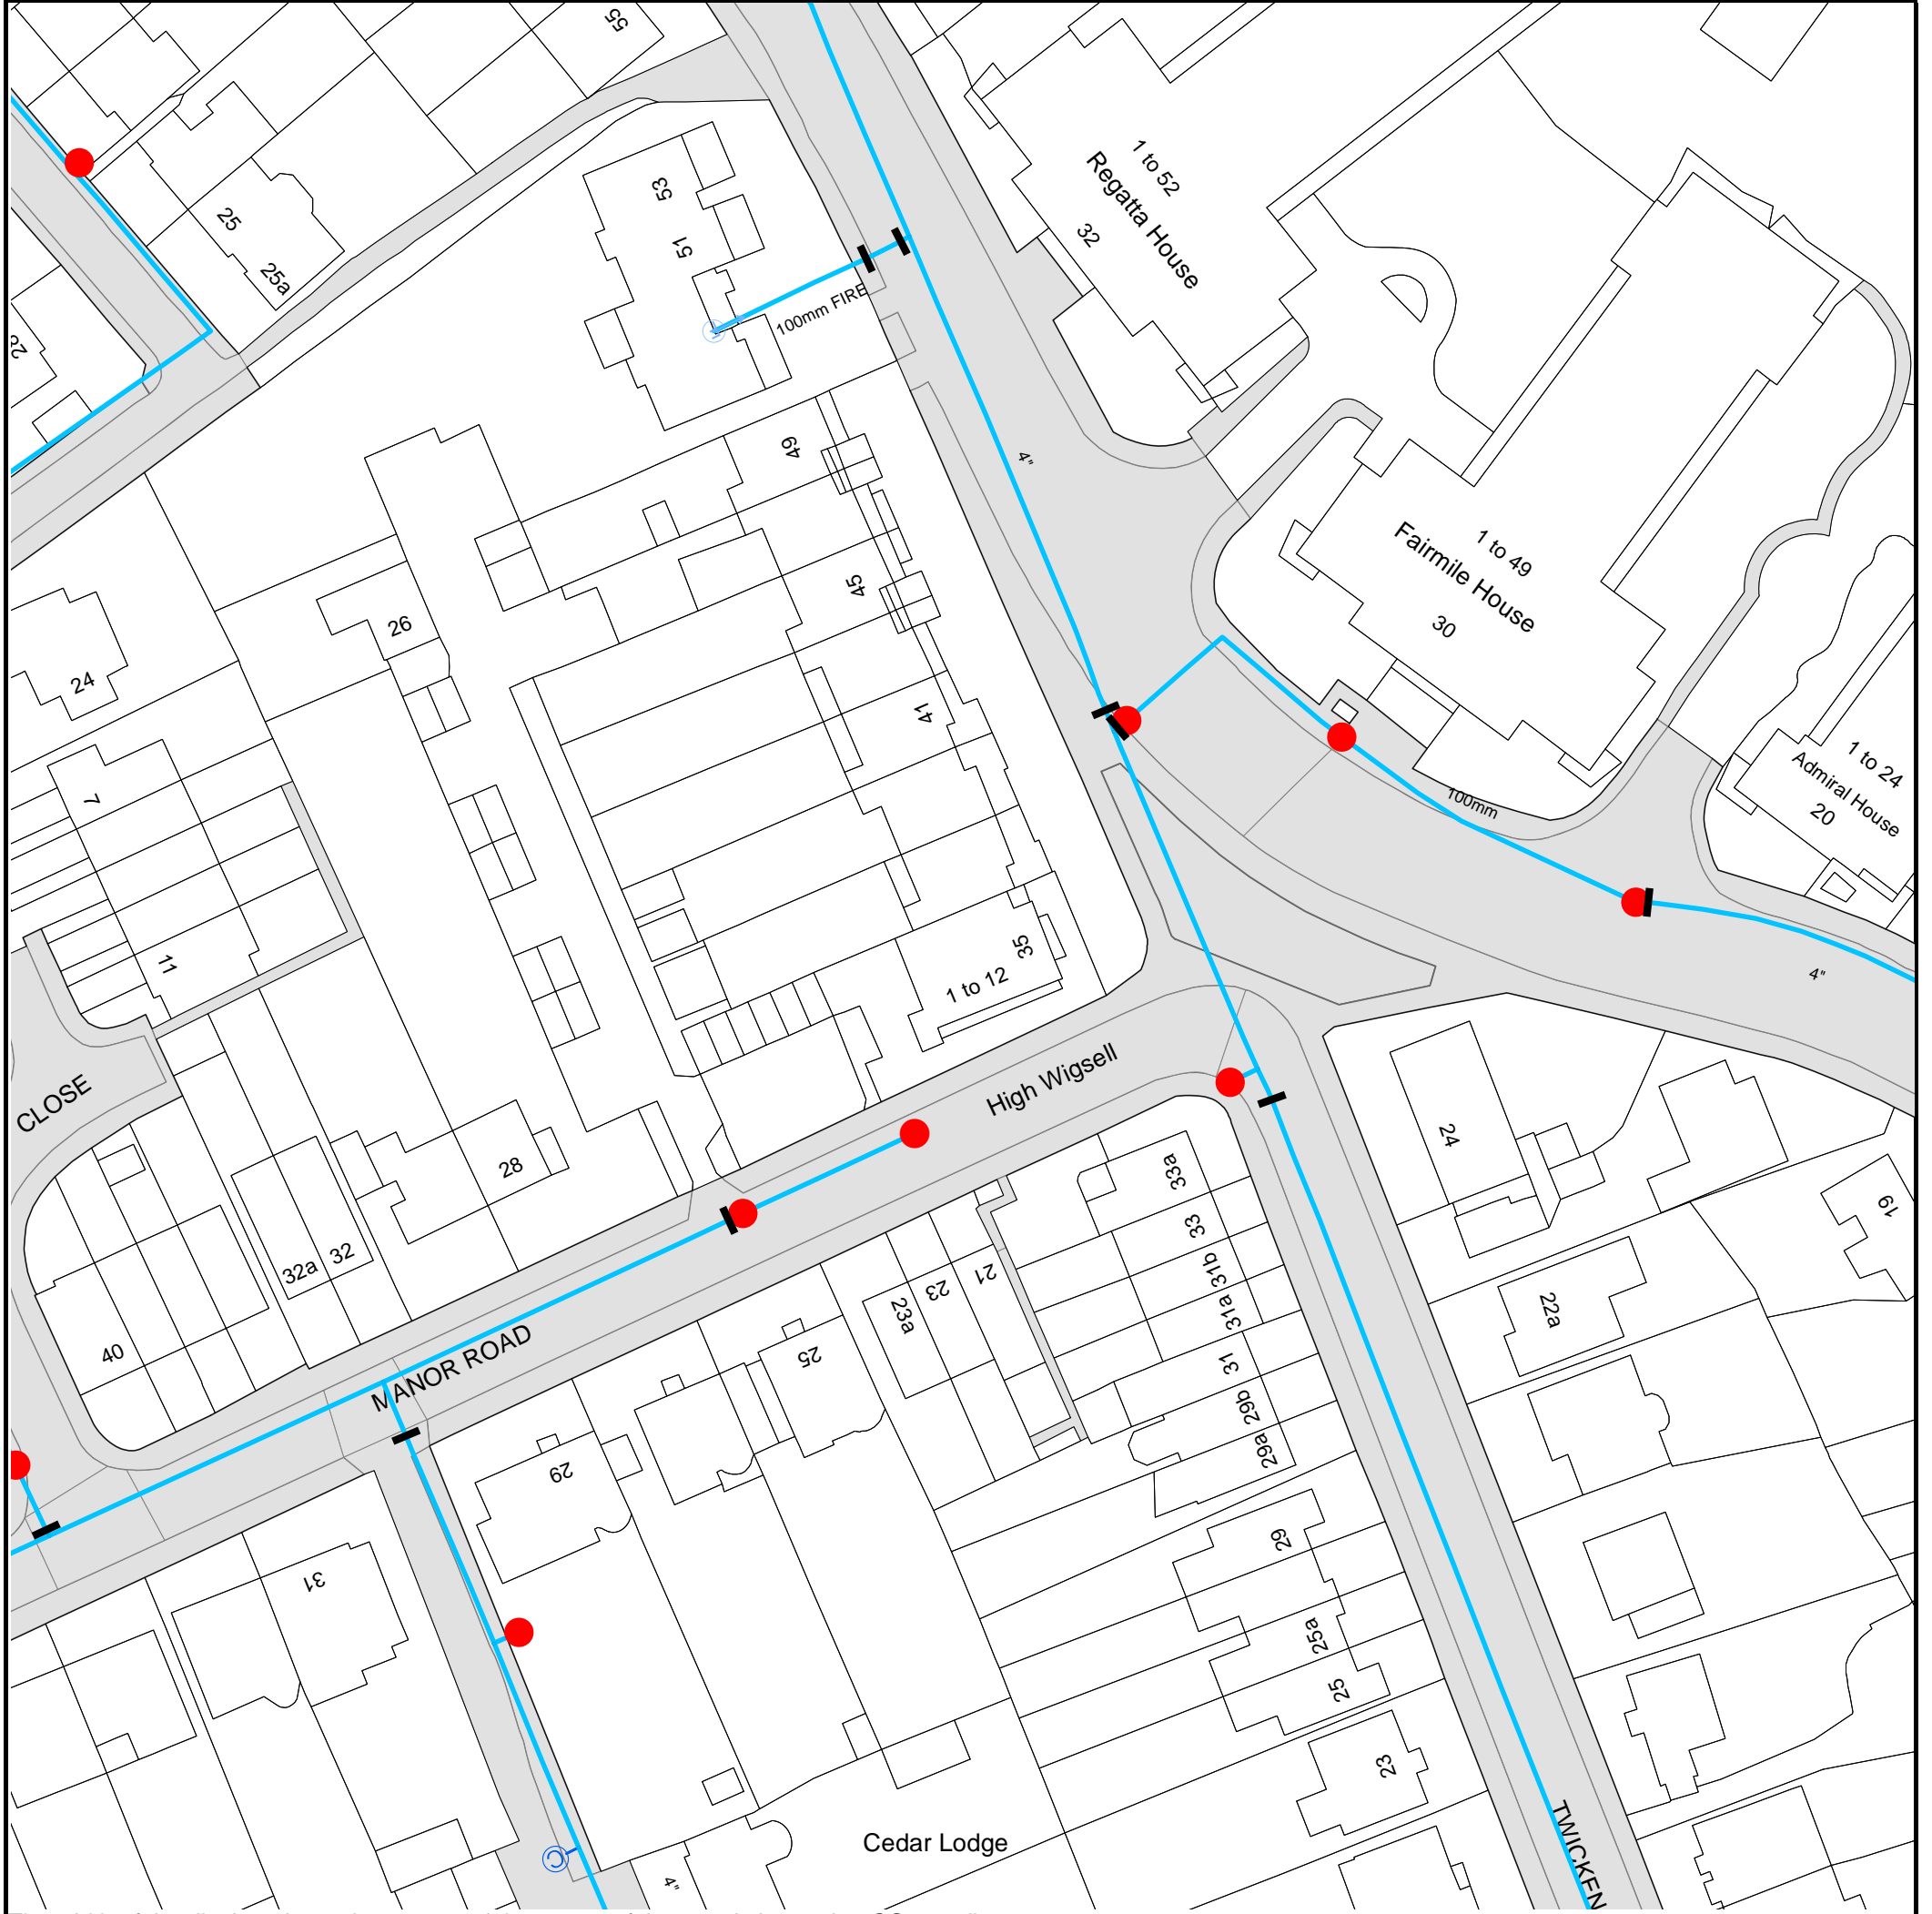 55
1 to 52
Regatta House
32
53
51
25
25a
100mm FIRE
49
4"
1 to 49
Fairmile House
30
45
26
24
41
1 to 24
Admiral House
20
7
100mm
11
35
1 to 12
4"
High Wigsell
CLOSE
24
28
33a
33
19
32a
32
31b
21
23
23a
31a
22a
40
MANOR ROAD
25
31
29b
29a
29
29
31
25a
25
23
Cedar Lodge
4"
TWICKEN